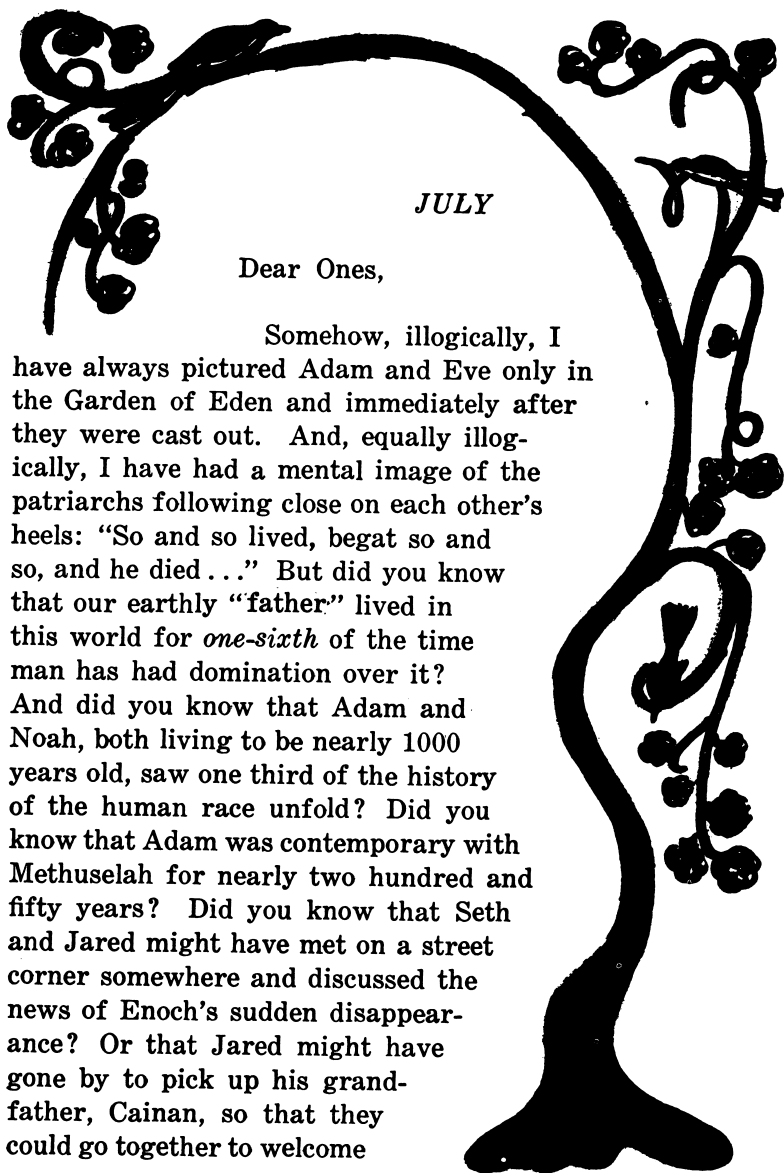 JULY
Dear Ones,
Somehow, illogically, I
have always pictured Adam and Eve only in
the Garden of Eden and immediately after
they were cast out. And, equally illog-
ically, I have had a mental image of the
patriarchs following close on each other's
heels: “So and so lived, begat so and
so, and he died . . .” But did you know
that our earthly “father” lived in
this world for one-sixth of the time
man has had domination over it?
And did you know that Adam and
Noah, both living to be nearly 1000
years old, saw one third of the history
of the human race unfold? Did you
know that Adam was contemporary with
Methuselah for nearly two hundred and
fifty years? Did you know that Seth
and Jared might have met on a street
corner somewhere and discussed the
news of Enoch's sudden disappear-
ance? Or that Jared might have
gone by to pick up his grand-
father, Cainan, so that they
could go together to welcome